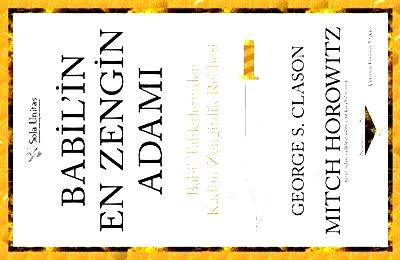 Sola Unitas
BABİL'İN
EN ZENGİN
ADAMI
Babil Tabletlerinden
Kadim Zenginlik Rehberi
GEORGE S. CLASON
MITCH HOROWITZ